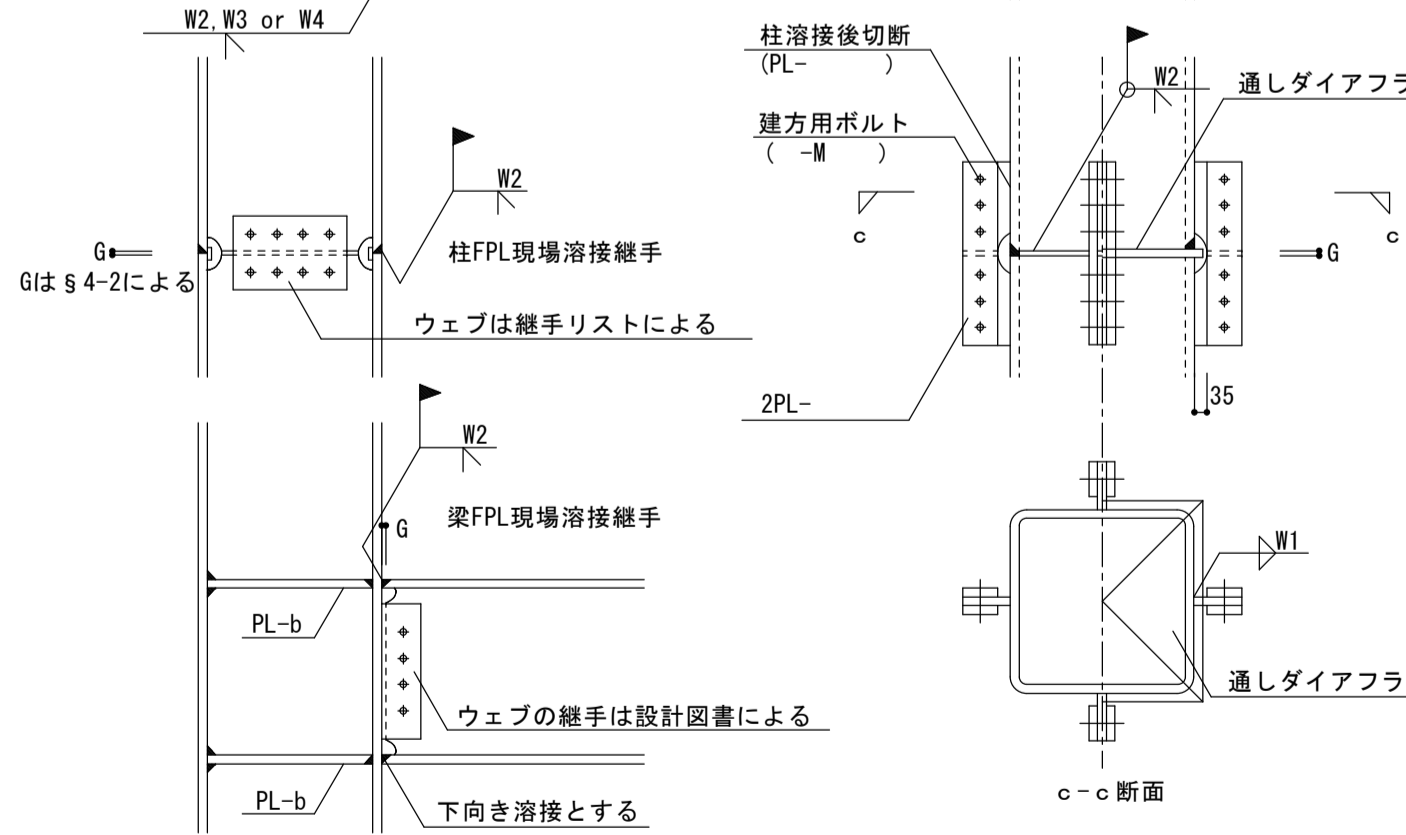 W2,W3 or W4
柱溶接後切断
(PL-　　　)
W2
通しダイアフラ
建方用ボルト
(　-M　　)
W2
c
c
G
Gは§4-2による
柱FPL現場溶接継手
G
ウェブは継手リストによる
2PL-
35
W2
梁FPL現場溶接継手
G
W1
PL-b
ウェブの継手は設計図書による
通しダイアフラ
PL-b
下向き溶接とする
c-c断面